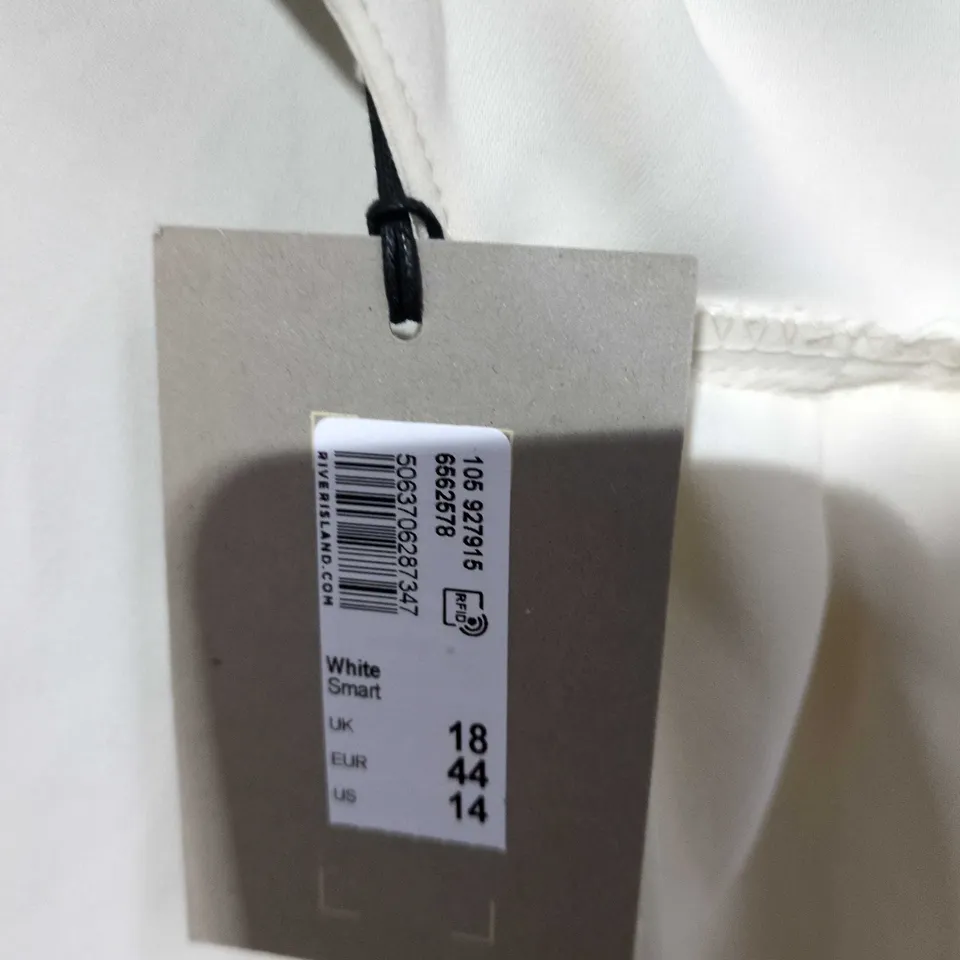 105 927915
6562578
RFID
5063706287347
RIVERISLAND.COM
White
Smart
UK 18
EUR 44
US 14